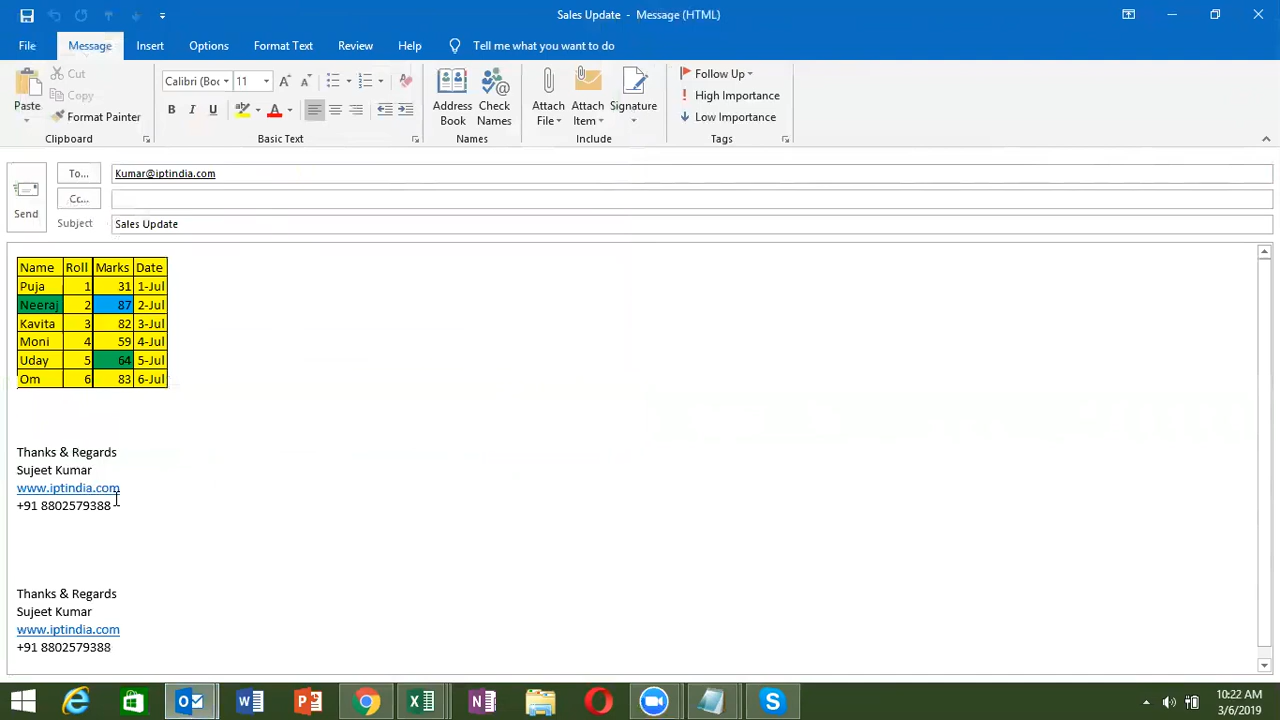 Sales Update - Message (HTML)
File Message Insert Options Format Text Review Help Tell me what you want to do
Paste
Cut
Copy
Format Painter
Clipboard
Calibri (Boc 11
B I U
A
Basic Text
Address Book
Check Names
Names
Attach File
Attach Item
Signature
Include
Follow Up
High Importance
Low Importance
Tags
Send
To... Kumar@iptindia.com
Cc...
Subject Sales Update
Name Roll Marks Date
Puja 1 31 1-Jul
Neeraj 2 87 2-Jul
Kavita 3 82 3-Jul
Moni 4 59 4-Jul
Uday 5 64 5-Jul
Om 6 83 6-Jul
Thanks & Regards
Sujeet Kumar
www.iptindia.com
+91 8802579388
Thanks & Regards
Sujeet Kumar
www.iptindia.com
+91 8802579388
10:22 AM
3/6/2019